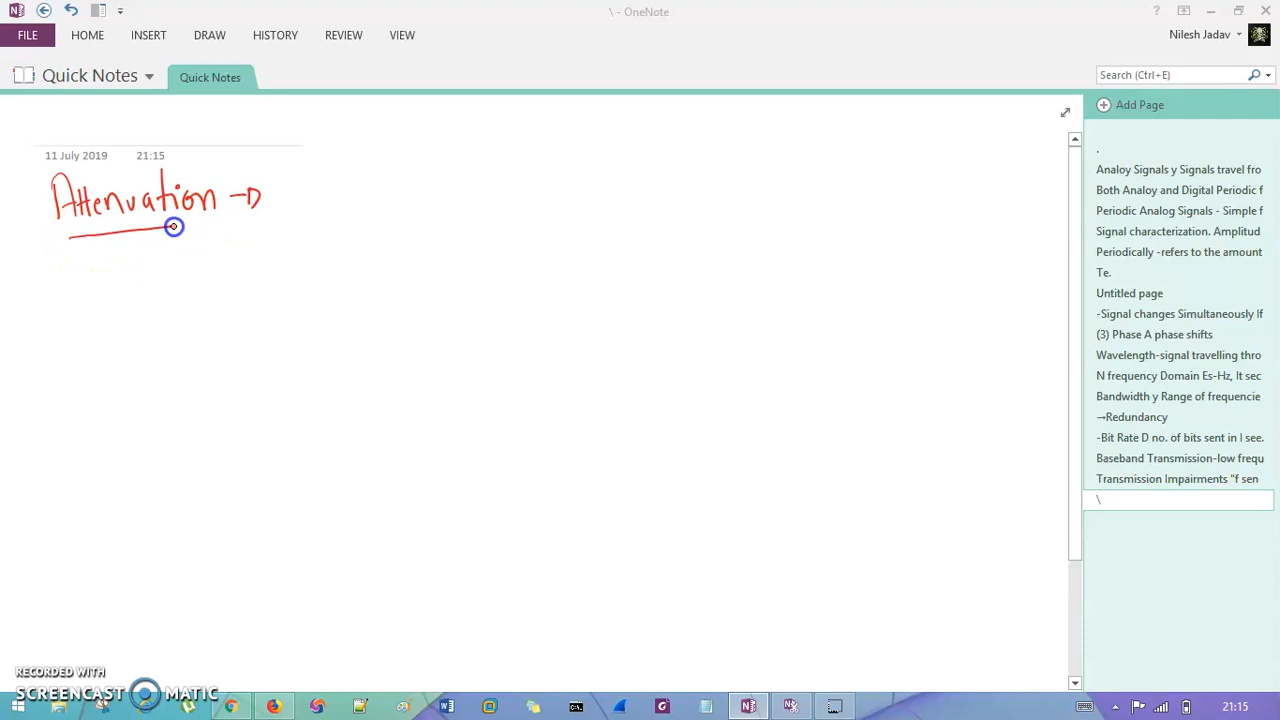 \ - OneNote
FILE HOME INSERT DRAW HISTORY REVIEW VIEW
Nilesh Jadav
Quick Notes
Quick Notes
Search (Ctrl+E)
Add Page
11 July 2019 21:15
Attenuation →
.
Analoy Signals y Signals travel fro
Both Analoy and Digital Periodic f
Periodic Analog Signals - Simple f
Signal characterization. Amplitud
Periodically -refers to the amount
Te.
Untitled page
-Signal changes Simultaneously If
(3) Phase A phase shifts
Wavelength-signal travelling thro
N frequency Domain Es-Hz, It sec
Bandwidth y Range of frequencie
→Redundancy
-Bit Rate D no. of bits sent in I see.
Baseband Transmission-low frequ
Transmission Impairments "f sen
\
RECORDED WITH
SCREENCAST MATIC
21:15